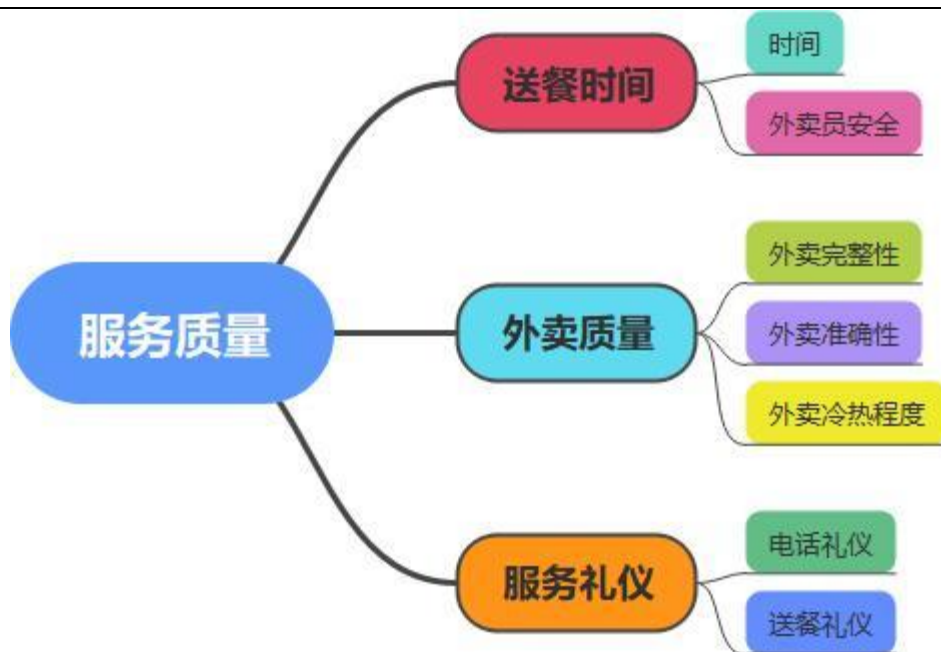 服务质量
送餐时间
时间
外卖员安全
外卖质量
外卖完整性
外卖准确性
外卖冷热程度
服务礼仪
电话礼仪
送餐礼仪